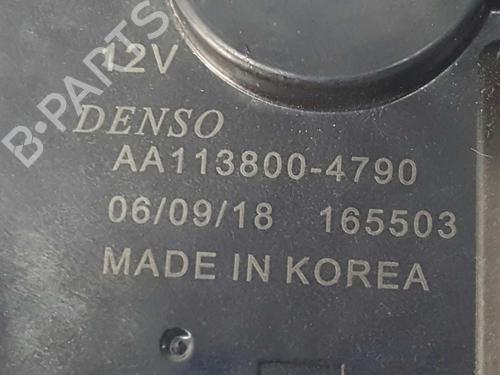 B-PARTS
12V
DENSO
AA113800-4790
06/09/18 165503
MADE IN KOREA